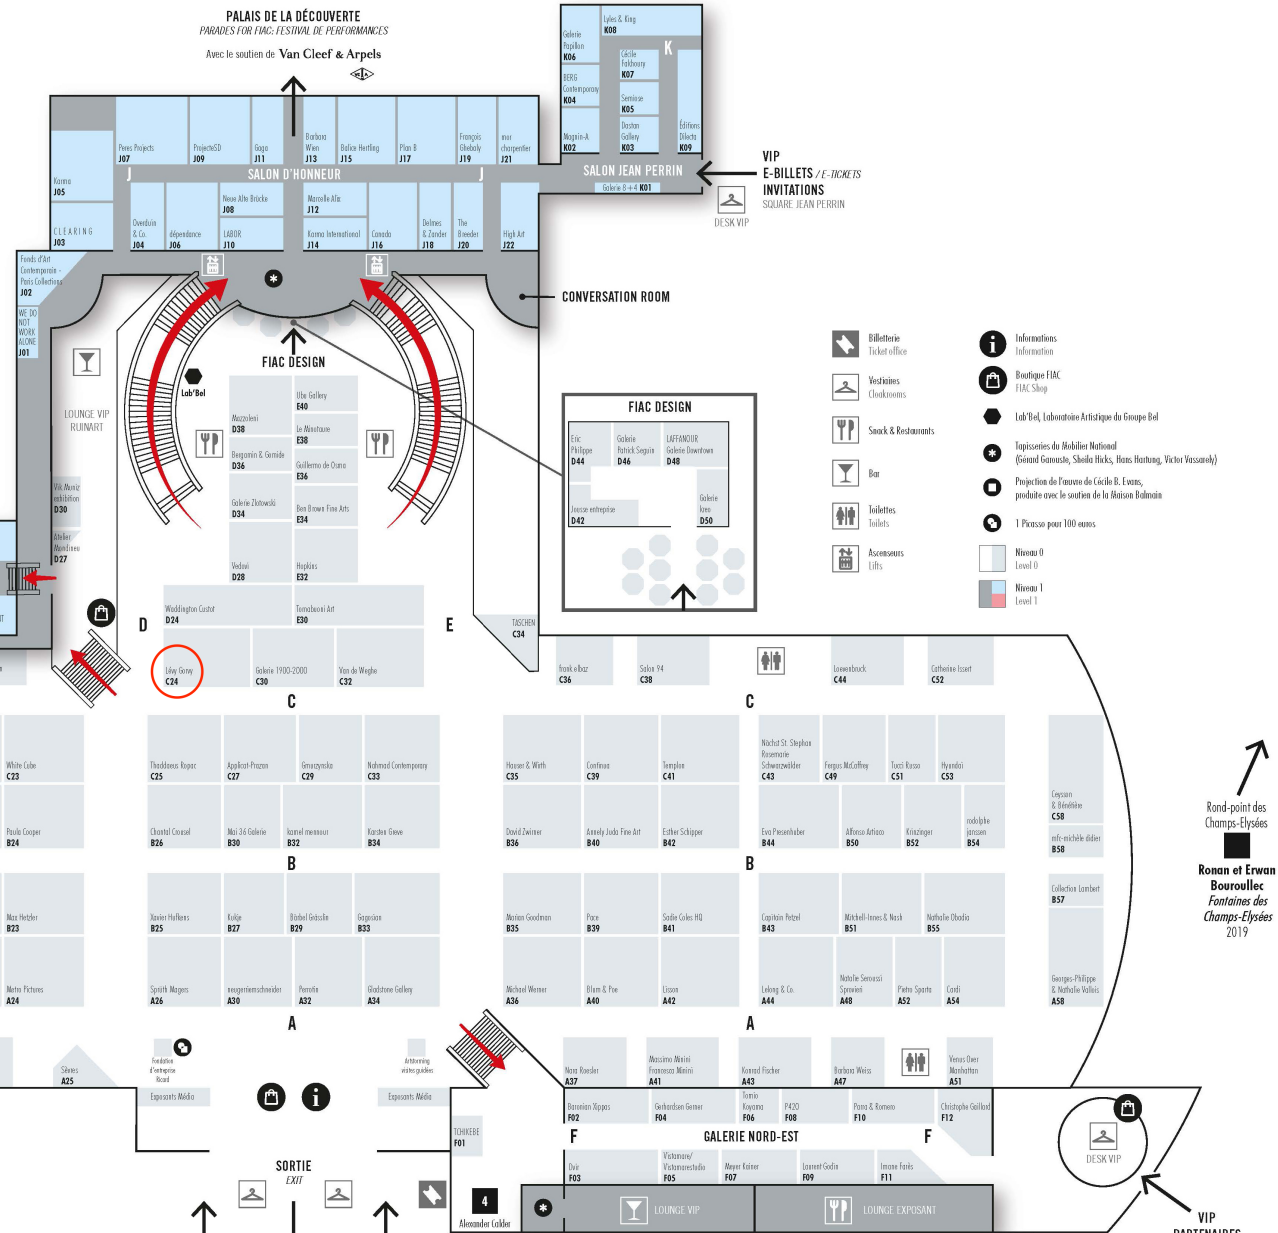 PALAIS DE LA DÉCOUVERTE
PARADES FOR FIAC: FESTIVAL DE PERFORMANCES
Avec le soutien de Van Cleef & Arpels
Galerie
Papillon
K06
Lyles & King
K08
K
Cécile
Fakhoury
K07
BERG
Contemporary
K04
Semiose
K05
Magnin-A
K02
Dastan
Gallery
K03
Éditions
Dilecta
K09
SALON JEAN PERRIN
Galerie 8+4 K01
VIP
E-BILLETS / E-TICKETS
INVITATIONS
SQUARE JEAN PERRIN
DESK VIP
Peres Projects
J07
ProjecteSD
J09
Gaga
J11
Barbara
Wien
J13
Balice Hertling
J15
Plan B
J17
François
Ghebaly
J19
mor
charpentier
J21
J
SALON D'HONNEUR
J
Karma
J05
CLEARING
J03
Overduin
& Co.
J04
dépendance
J06
Neue Alte Brücke
J08
LABOR
J10
Marcelle Alix
J12
Karma International
J14
Canada
J16
Delmes
& Zander
J18
The
Breeder
J20
High Art
J22
Fonds d'Art
Contemporain -
Paris Collections
J02
WE DO
NOT
WORK
ALONE
J01
CONVERSATION ROOM
FIAC DESIGN
Lab'Bel
LOUNGE VIP
RUINART
Ubu Gallery
E40
Mazzoleni
D38
Le Minotaure
E38
Bergamin & Gomide
D36
Guillermo de Osma
E36
Galerie Zlotowski
D34
Ben Brown Fine Arts
E34
Vedovi
D28
Hopkins
E32
Waddington Custot
D24
Tornabuoni Art
E30
Vik Muniz
exhibition
D30
Atelier
Mendineu
D27
D
E
Lévy Gorvy
C24
Galerie 1900-2000
C30
Van de Weghe
C32
TASCHEN
C34
FIAC DESIGN
Eric
Philippe
D44
Galerie
Patrick Seguin
D46
LAFFANOUR
Galerie Downtown
D48
Jousse entreprise
D42
Galerie
kreo
D50
Billetterie
Ticket office
Vestiaires
Cloakrooms
Snack & Restaurants
Bar
Toilettes
Toilets
Ascenseurs
Lifts
Informations
Information
Boutique FIAC
FIAC Shop
Lab'Bel, Laboratoire Artistique du Groupe Bel
Tapisseries du Mobilier National
(Gérard Garouste, Sheila Hicks, Hans Hartung, Victor Vassarely)
Projection de l'œuvre de Cécile B. Evans,
produite avec le soutien de la Maison Balmain
1 Picasso pour 100 euros
Niveau 0
Level 0
Niveau 1
Level 1
frank elbaz
C36
Salon 94
C38
Loevenbruck
C44
Catherine Issert
C52
C
C
White Cube
C23
Thaddaeus Ropac
C25
Applicat-Prazan
C27
Gmurzynska
C29
Nahmad Contemporary
C33
Hauser & Wirth
C35
Continua
C39
Templon
C41
Nächst St. Stephan
Rosemarie
Schwarzwälder
C43
Fergus McCaffrey
C49
Tucci Russo
C51
Hyundai
C53
Ceysson
& Bénétière
C58
Paula Cooper
B24
Chantal Crousel
B26
Mai 36 Galerie
B30
kamel mennour
B32
Karsten Greve
B34
David Zwirner
B36
Annely Juda Fine Art
B40
Esther Schipper
B42
Eva Presenhuber
B44
Alfonso Artiaco
B50
Krinzinger
B52
rodolphe
janssen
B54
mfc-michèle didier
B58
B
B
Max Hetzler
B23
Xavier Hufkens
B25
Kukje
B27
Bärbel Grässlin
B29
Gagosian
B33
Marian Goodman
B35
Pace
B39
Sadie Coles HQ
B41
Capitain Petzel
B43
Mitchell-Innes & Nash
B51
Nathalie Obadia
B55
Collection Lambert
B57
Metro Pictures
A24
Sprüth Magers
A26
neugerriemschneider
A30
Perrotin
A32
Gladstone Gallery
A34
Michael Werner
A36
Blum & Poe
A40
Lisson
A42
Lelong & Co.
A44
Natalie Seroussi
Sprovieri
A48
Pietro Sparta
A52
Cardi
A54
Georges-Philippe
& Nathalie Vallois
A58
A
A
Rond-point des
Champs-Elysées
Ronan et Erwan
Bouroullec
Fontaines des
Champs-Elysées
2019
Sèvres
A25
Fondation
d'entreprise
Ricard
Artstorming
visites guidées
Exposants Média
Exposants Média
Nara Roesler
A37
Massimo Minini
Francesca Minini
A41
Konrad Fischer
A43
Barbara Weiss
A47
Venus Over
Manhattan
A51
Baronian Xippas
F02
Gerhardsen Gerner
F04
Tomio
Koyama
F06
P420
F08
Parra & Romero
F10
Christophe Gaillard
F12
TCHIKEBE
F01
F
GALERIE NORD-EST
F
Dvir
F03
Vistamare/
Vistamarestudio
F05
Meyer Kainer
F07
Laurent Godin
F09
Imane Farès
F11
DESK VIP
SORTIE
EXIT
4
Alexander Calder
LOUNGE VIP
LOUNGE EXPOSANT
VIP
PARTENAIRES